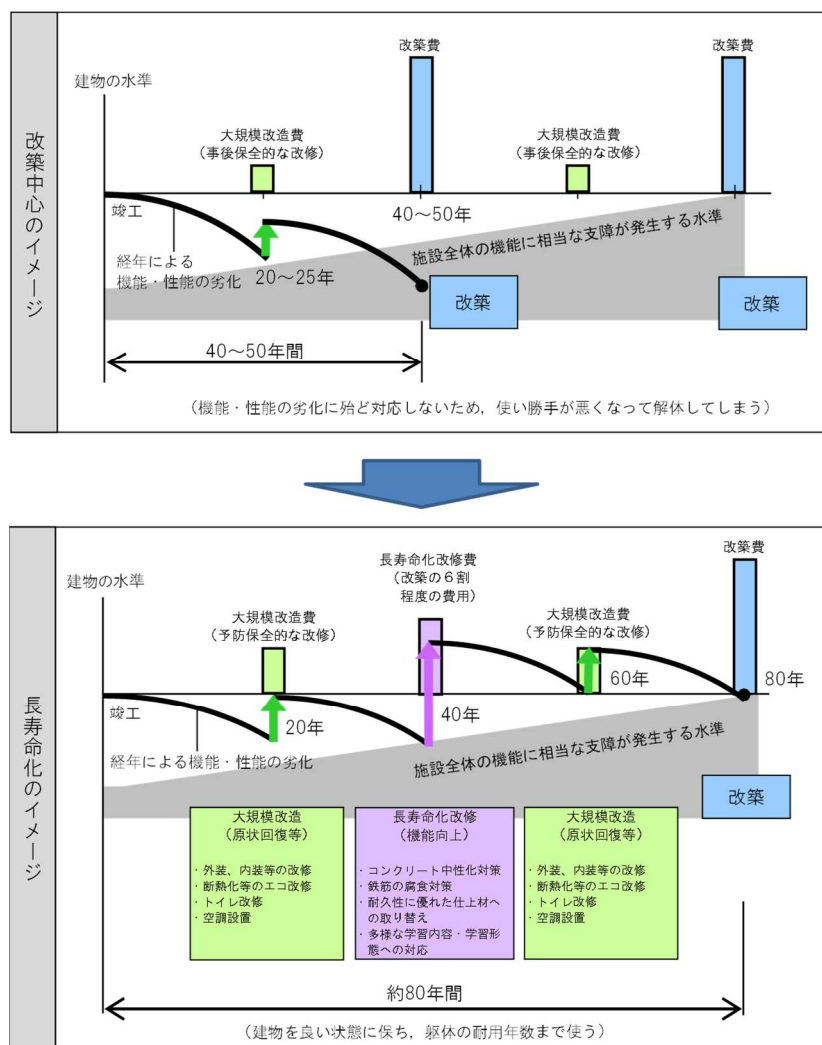 改築中心のイメージ
改築費
改築費
建物の水準
大規模改造費
(事後保全的な改修)
大規模改造費
(事後保全的な改修)
竣工
40～50年
施設全体の機能に相当な支障が発生する水準
経年による
機能・性能の劣化
20～25年
改築
改築
40～50年間
(機能・性能の劣化に殆ど対応しないため，使い勝手が悪くなって解体してしまう)
長寿命化のイメージ
改築費
長寿命化改修費
(改築の６割
程度の費用)
建物の水準
大規模改造費
(予防保全的な改修)
大規模改造費
(予防保全的な改修)
60年
80年
竣工
20年
40年
施設全体の機能に相当な支障が発生する水準
経年による機能・性能の劣化
改築
大規模改造
(原状回復等)
・外装、内装等の改修
・断熱化等のエコ改修
・トイレ改修
・空調設置
長寿命化改修
(機能向上)
・コンクリート中性化対策
・鉄筋の腐食対策
・耐久性に優れた仕上材へ
の取り替え
・多様な学習内容・学習形
態への対応
大規模改造
(原状回復等)
・外装、内装等の改修
・断熱化等のエコ改修
・トイレ改修
・空調設置
約80年間
(建物を良い状態に保ち，躯体の耐用年数まで使う)